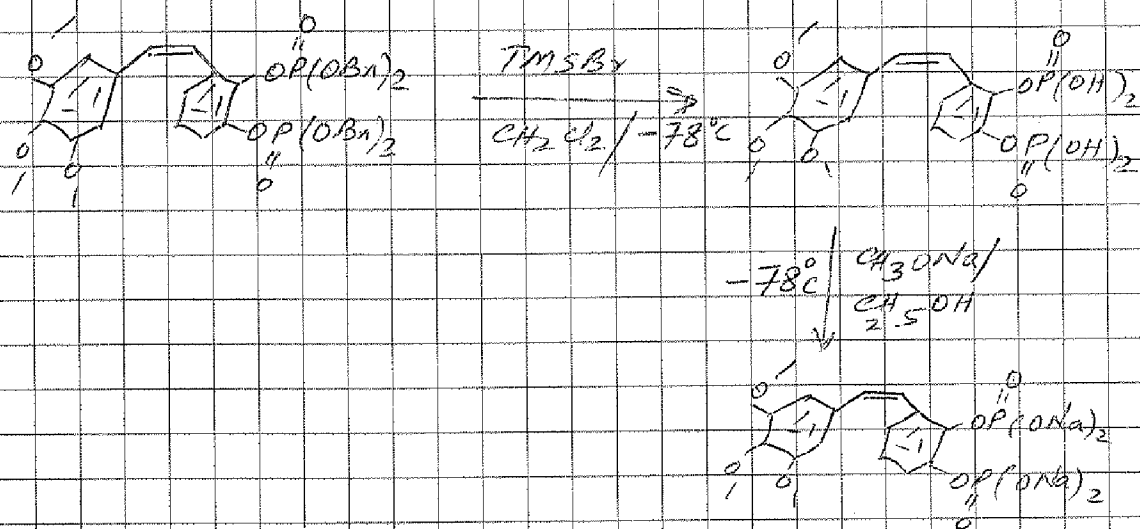 O
OP(OBn)2
OP(OBn)2
O
O
O
O
TMSBr
CH2Cl2/-78°C
O
OP(OH)2
OP(OH)2
O
O
O
O
-78°C
CH3ONa/
C2H5OH
O
OP(ONa)2
OP(ONa)2
O
O
O
O